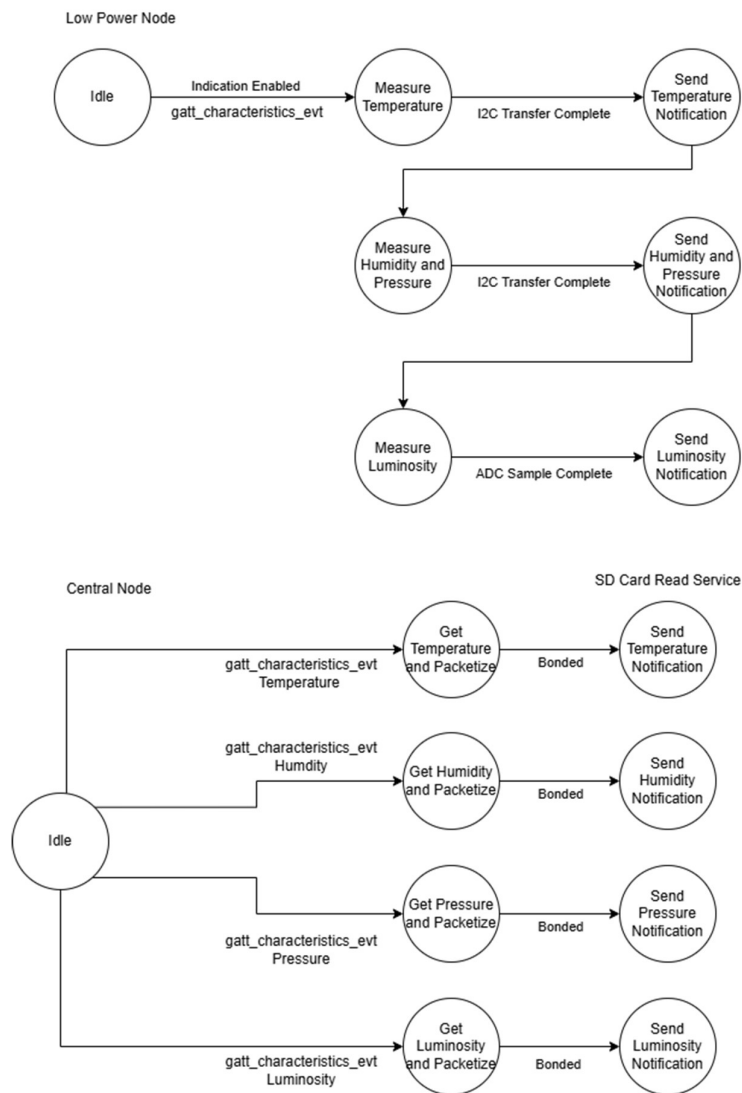 Low Power Node
Idle
Indication Enabled
gatt_characteristics_evt
Measure
Temperature
I2C Transfer Complete
Send
Temperature
Notification
Measure
Humidity and
Pressure
I2C Transfer Complete
Send
Humidity and
Pressure
Notification
Measure
Luminosity
ADC Sample Complete
Send
Luminosity
Notification
Central Node
SD Card Read Service
Idle
gatt_characteristics_evt
Temperature
Get
Temperature
and Packetize
Bonded
Send
Temperature
Notification
gatt_characteristics_evt
Humdity
Get Humidity
and Packetize
Bonded
Send
Humidity
Notification
gatt_characteristics_evt
Pressure
Get Pressure
and Packetize
Bonded
Send
Pressure
Notification
gatt_characteristics_evt
Luminosity
Get
Luminosity
and Packetize
Bonded
Send
Luminosity
Notification